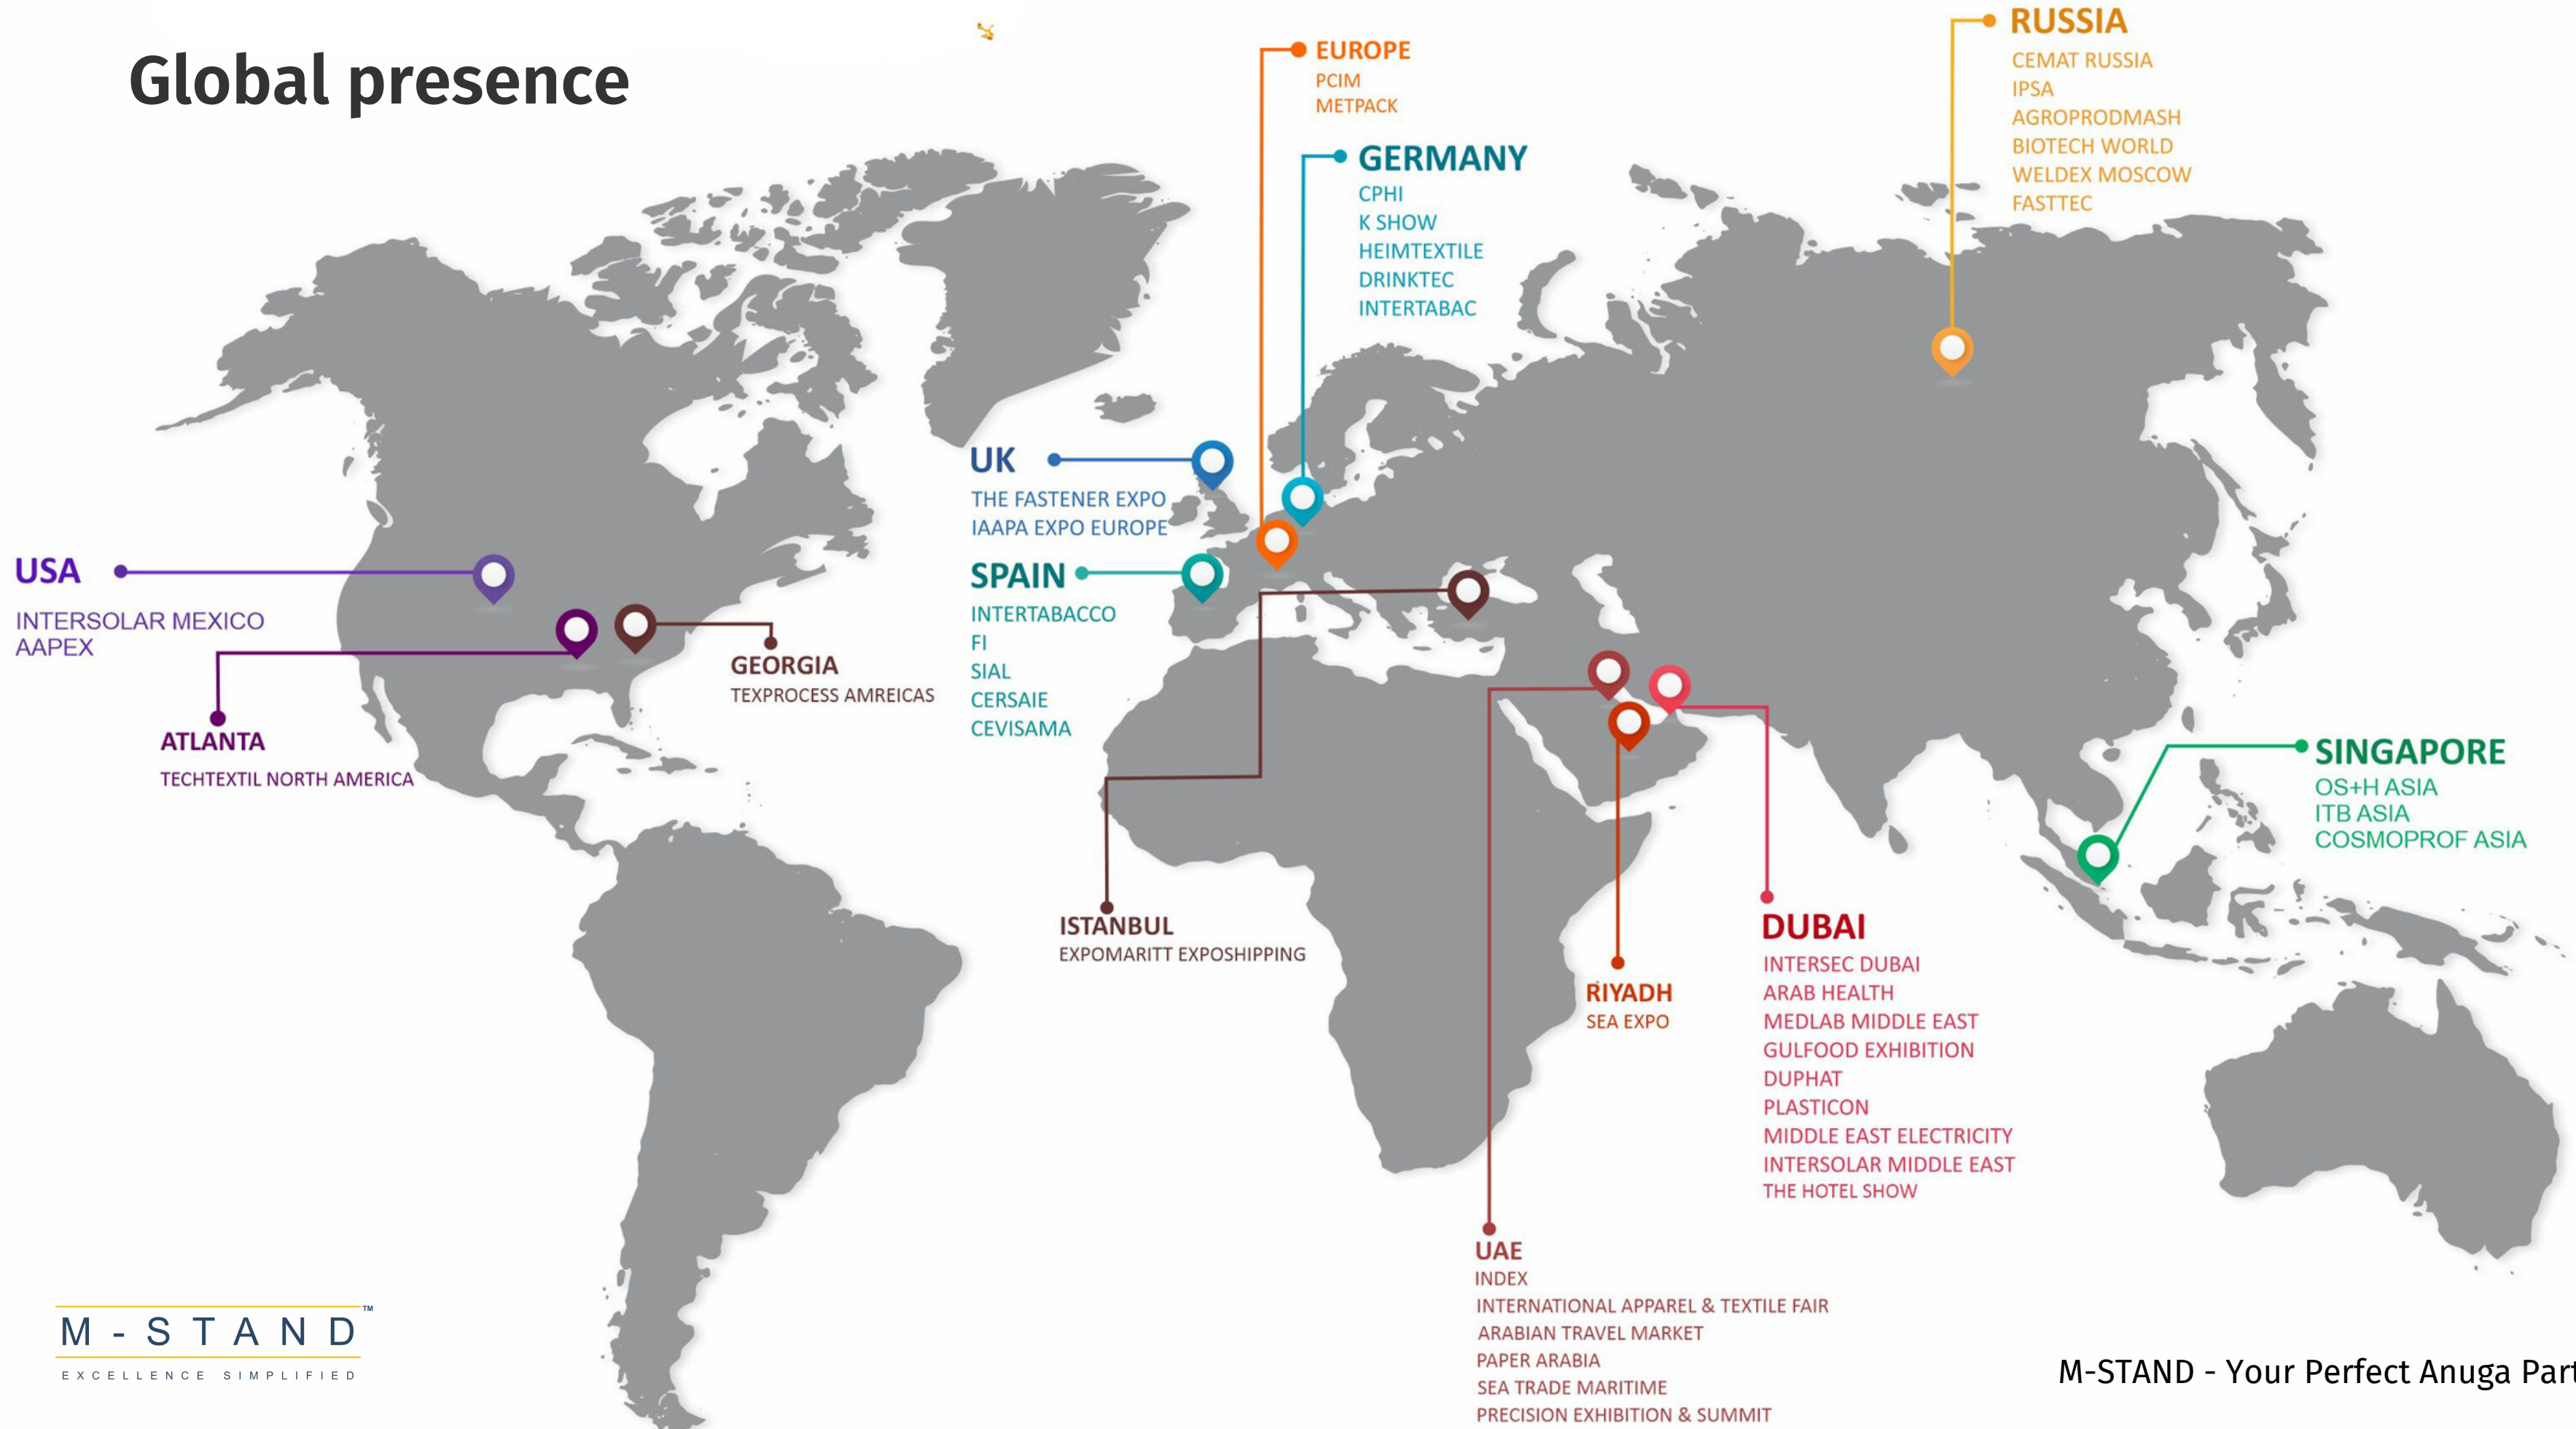 Global presence
EUROPE
PCIM
METPACK
RUSSIA
CEMAT RUSSIA
IPSA
AGROPRODMASH
BIOTECH WORLD
WELDEX MOSCOW
FASTTEC
GERMANY
CPHI
K SHOW
HEIMTEXTILE
DRINKTEC
INTERTABAC
UK
THE FASTENER EXPO
IAAPA EXPO EUROPE
USA
INTERSOLAR MEXICO
AAPEX
SPAIN
INTERTABACCO
FI
SIAL
CERSAIE
CEVISAMA
GEORGIA
TEXPROCESS AMREICAS
ATLANTA
TECHTEXTIL NORTH AMERICA
SINGAPORE
OS+H ASIA
ITB ASIA
COSMOPROF ASIA
ISTANBUL
EXPOMARITT EXPOSHIPPING
RIYADH
SEA EXPO
DUBAI
INTERSEC DUBAI
ARAB HEALTH
MEDLAB MIDDLE EAST
GULFOOD EXHIBITION
DUPHAT
PLASTICON
MIDDLE EAST ELECTRICITY
INTERSOLAR MIDDLE EAST
THE HOTEL SHOW
UAE
INDEX
INTERNATIONAL APPAREL & TEXTILE FAIR
ARABIAN TRAVEL MARKET
PAPER ARABIA
SEA TRADE MARITIME
PRECISION EXHIBITION & SUMMIT
M-STAND™
EXCELLENCE SIMPLIFIED
M-STAND - Your Perfect Anuga Part